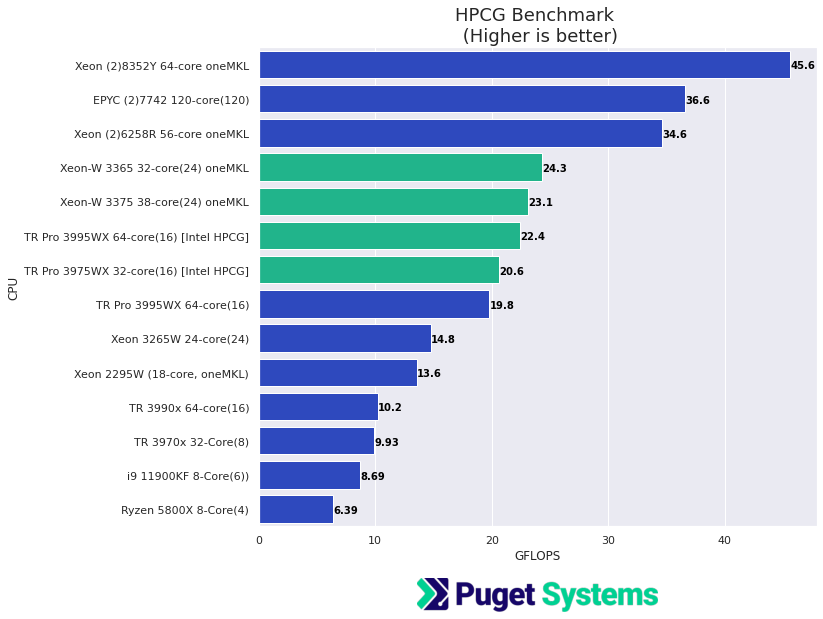 HPCG Benchmark
(Higher is better)
Xeon (2)8352Y 64-core oneMKL
45.6
EPYC (2)7742 120-core(120)
36.6
Xeon (2)6258R 56-core oneMKL
34.6
Xeon-W 3365 32-core(24) oneMKL
24.3
Xeon-W 3375 38-core(24) oneMKL
23.1
TR Pro 3995WX 64-core(16) [Intel HPCG]
22.4
TR Pro 3975WX 32-core(16) [Intel HPCG]
20.6
TR Pro 3995WX 64-core(16)
19.8
Xeon 3265W 24-core(24)
14.8
Xeon 2295W (18-core, oneMKL)
13.6
TR 3990x 64-core(16)
10.2
TR 3970x 32-Core(8)
9.93
i9 11900KF 8-Core(6))
8.69
Ryzen 5800X 8-Core(4)
6.39
CPU
0 10 20 30 40
GFLOPS
Puget Systems